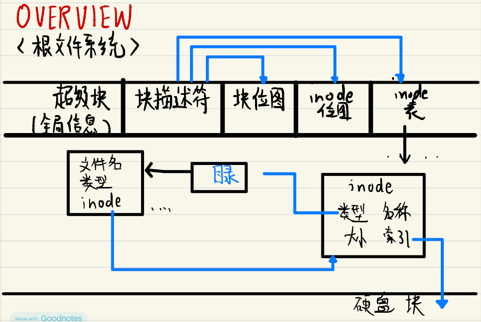 OVERVIEW
<根文件系统>
超级块
(全局信息)
块描述符
块位图
inode
位图
inode
表
文件名
类型
inode
....
目录
.. ...
inode
类型 名称
大小 索引
硬盘 块
Made with Goodnotes